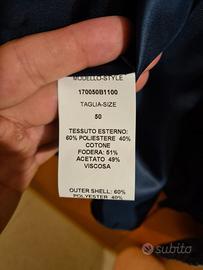 MODELLO-STYLE
170050B1100
TAGLIA-SIZE
50
TESSUTO ESTERNO:
60% POLIESTERE 40%
COTONE
FODERA: 51%
ACETATO 49%
VISCOSA
OUTER SHELL: 60%
POLYESTER 40%
subito